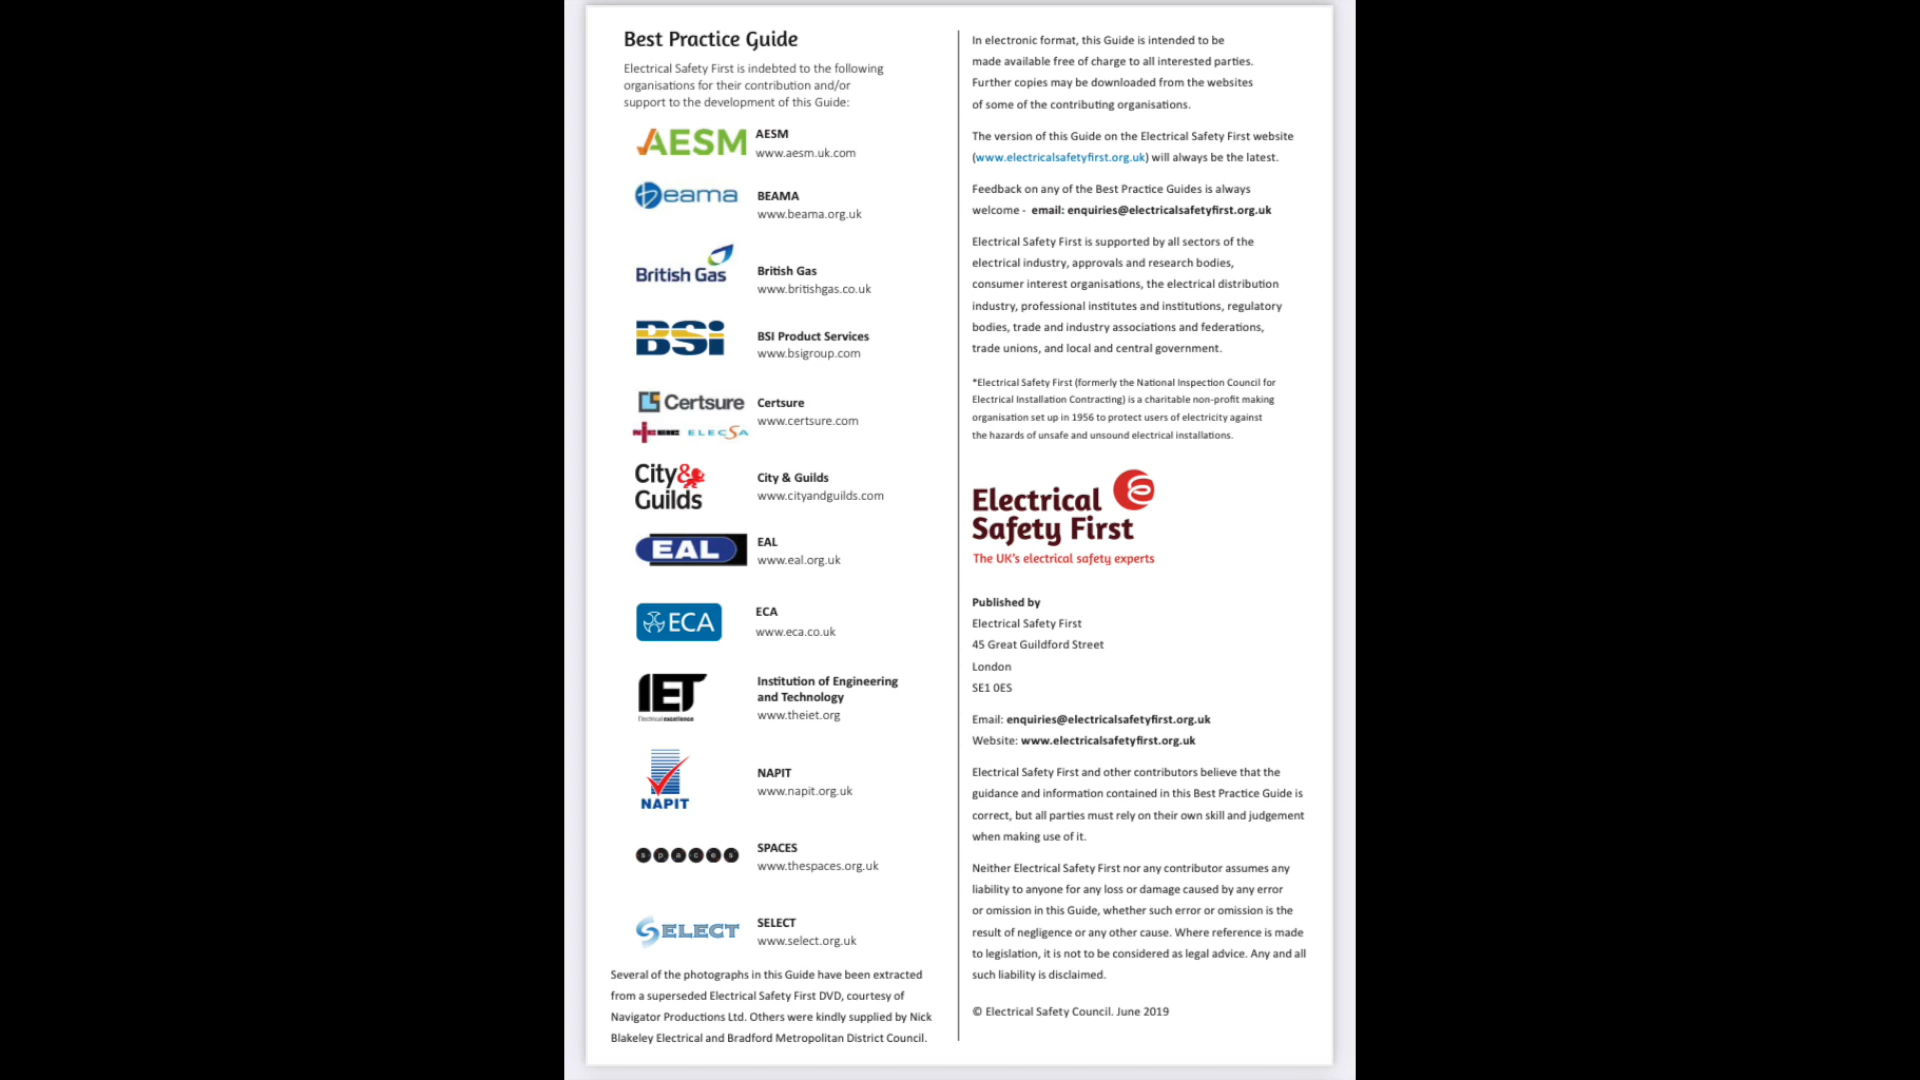 Best Practice Guide
Electrical Safety First is indebted to the following
organisations for their contribution and/or
support to the development of this Guide:
AESM
AESM
www.aesm.uk.com
beama
BEAMA
www.beama.org.uk
British Gas
British Gas
www.britishgas.co.uk
BSi
BSI Product Services
www.bsigroup.com
Certsure
Certsure
www.certsure.com
ELECSA
City&
Guilds
City & Guilds
www.cityandguilds.com
EAL
EAL
www.eal.org.uk
ECA
ECA
www.eca.co.uk
IET
Electrical excellence
Institution of Engineering
and Technology
www.theiet.org
NAPIT
NAPIT
www.napit.org.uk
spaces
SPACES
www.thespaces.org.uk
SELECT
SELECT
www.select.org.uk
Several of the photographs in this Guide have been extracted
from a superseded Electrical Safety First DVD, courtesy of
Navigator Productions Ltd. Others were kindly supplied by Nick
Blakeley Electrical and Bradford Metropolitan District Council.
In electronic format, this Guide is intended to be
made available free of charge to all interested parties.
Further copies may be downloaded from the websites
of some of the contributing organisations.
The version of this Guide on the Electrical Safety First website
(www.electricalsafetyfirst.org.uk) will always be the latest.
Feedback on any of the Best Practice Guides is always
welcome - email: enquiries@electricalsafetyfirst.org.uk
Electrical Safety First is supported by all sectors of the
electrical industry, approvals and research bodies,
consumer interest organisations, the electrical distribution
industry, professional institutes and institutions, regulatory
bodies, trade and industry associations and federations,
trade unions, and local and central government.
*Electrical Safety First (formerly the National Inspection Council for
Electrical Installation Contracting) is a charitable non-profit making
organisation set up in 1956 to protect users of electricity against
the hazards of unsafe and unsound electrical installations.
Electrical
Safety First
The UK's electrical safety experts
Published by
Electrical Safety First
45 Great Guildford Street
London
SE1 0ES
Email: enquiries@electricalsafetyfirst.org.uk
Website: www.electricalsafetyfirst.org.uk
Electrical Safety First and other contributors believe that the
guidance and information contained in this Best Practice Guide is
correct, but all parties must rely on their own skill and judgement
when making use of it.
Neither Electrical Safety First nor any contributor assumes any
liability to anyone for any loss or damage caused by any error
or omission in this Guide, whether such error or omission is the
result of negligence or any other cause. Where reference is made
to legislation, it is not to be considered as legal advice. Any and all
such liability is disclaimed.
© Electrical Safety Council. June 2019